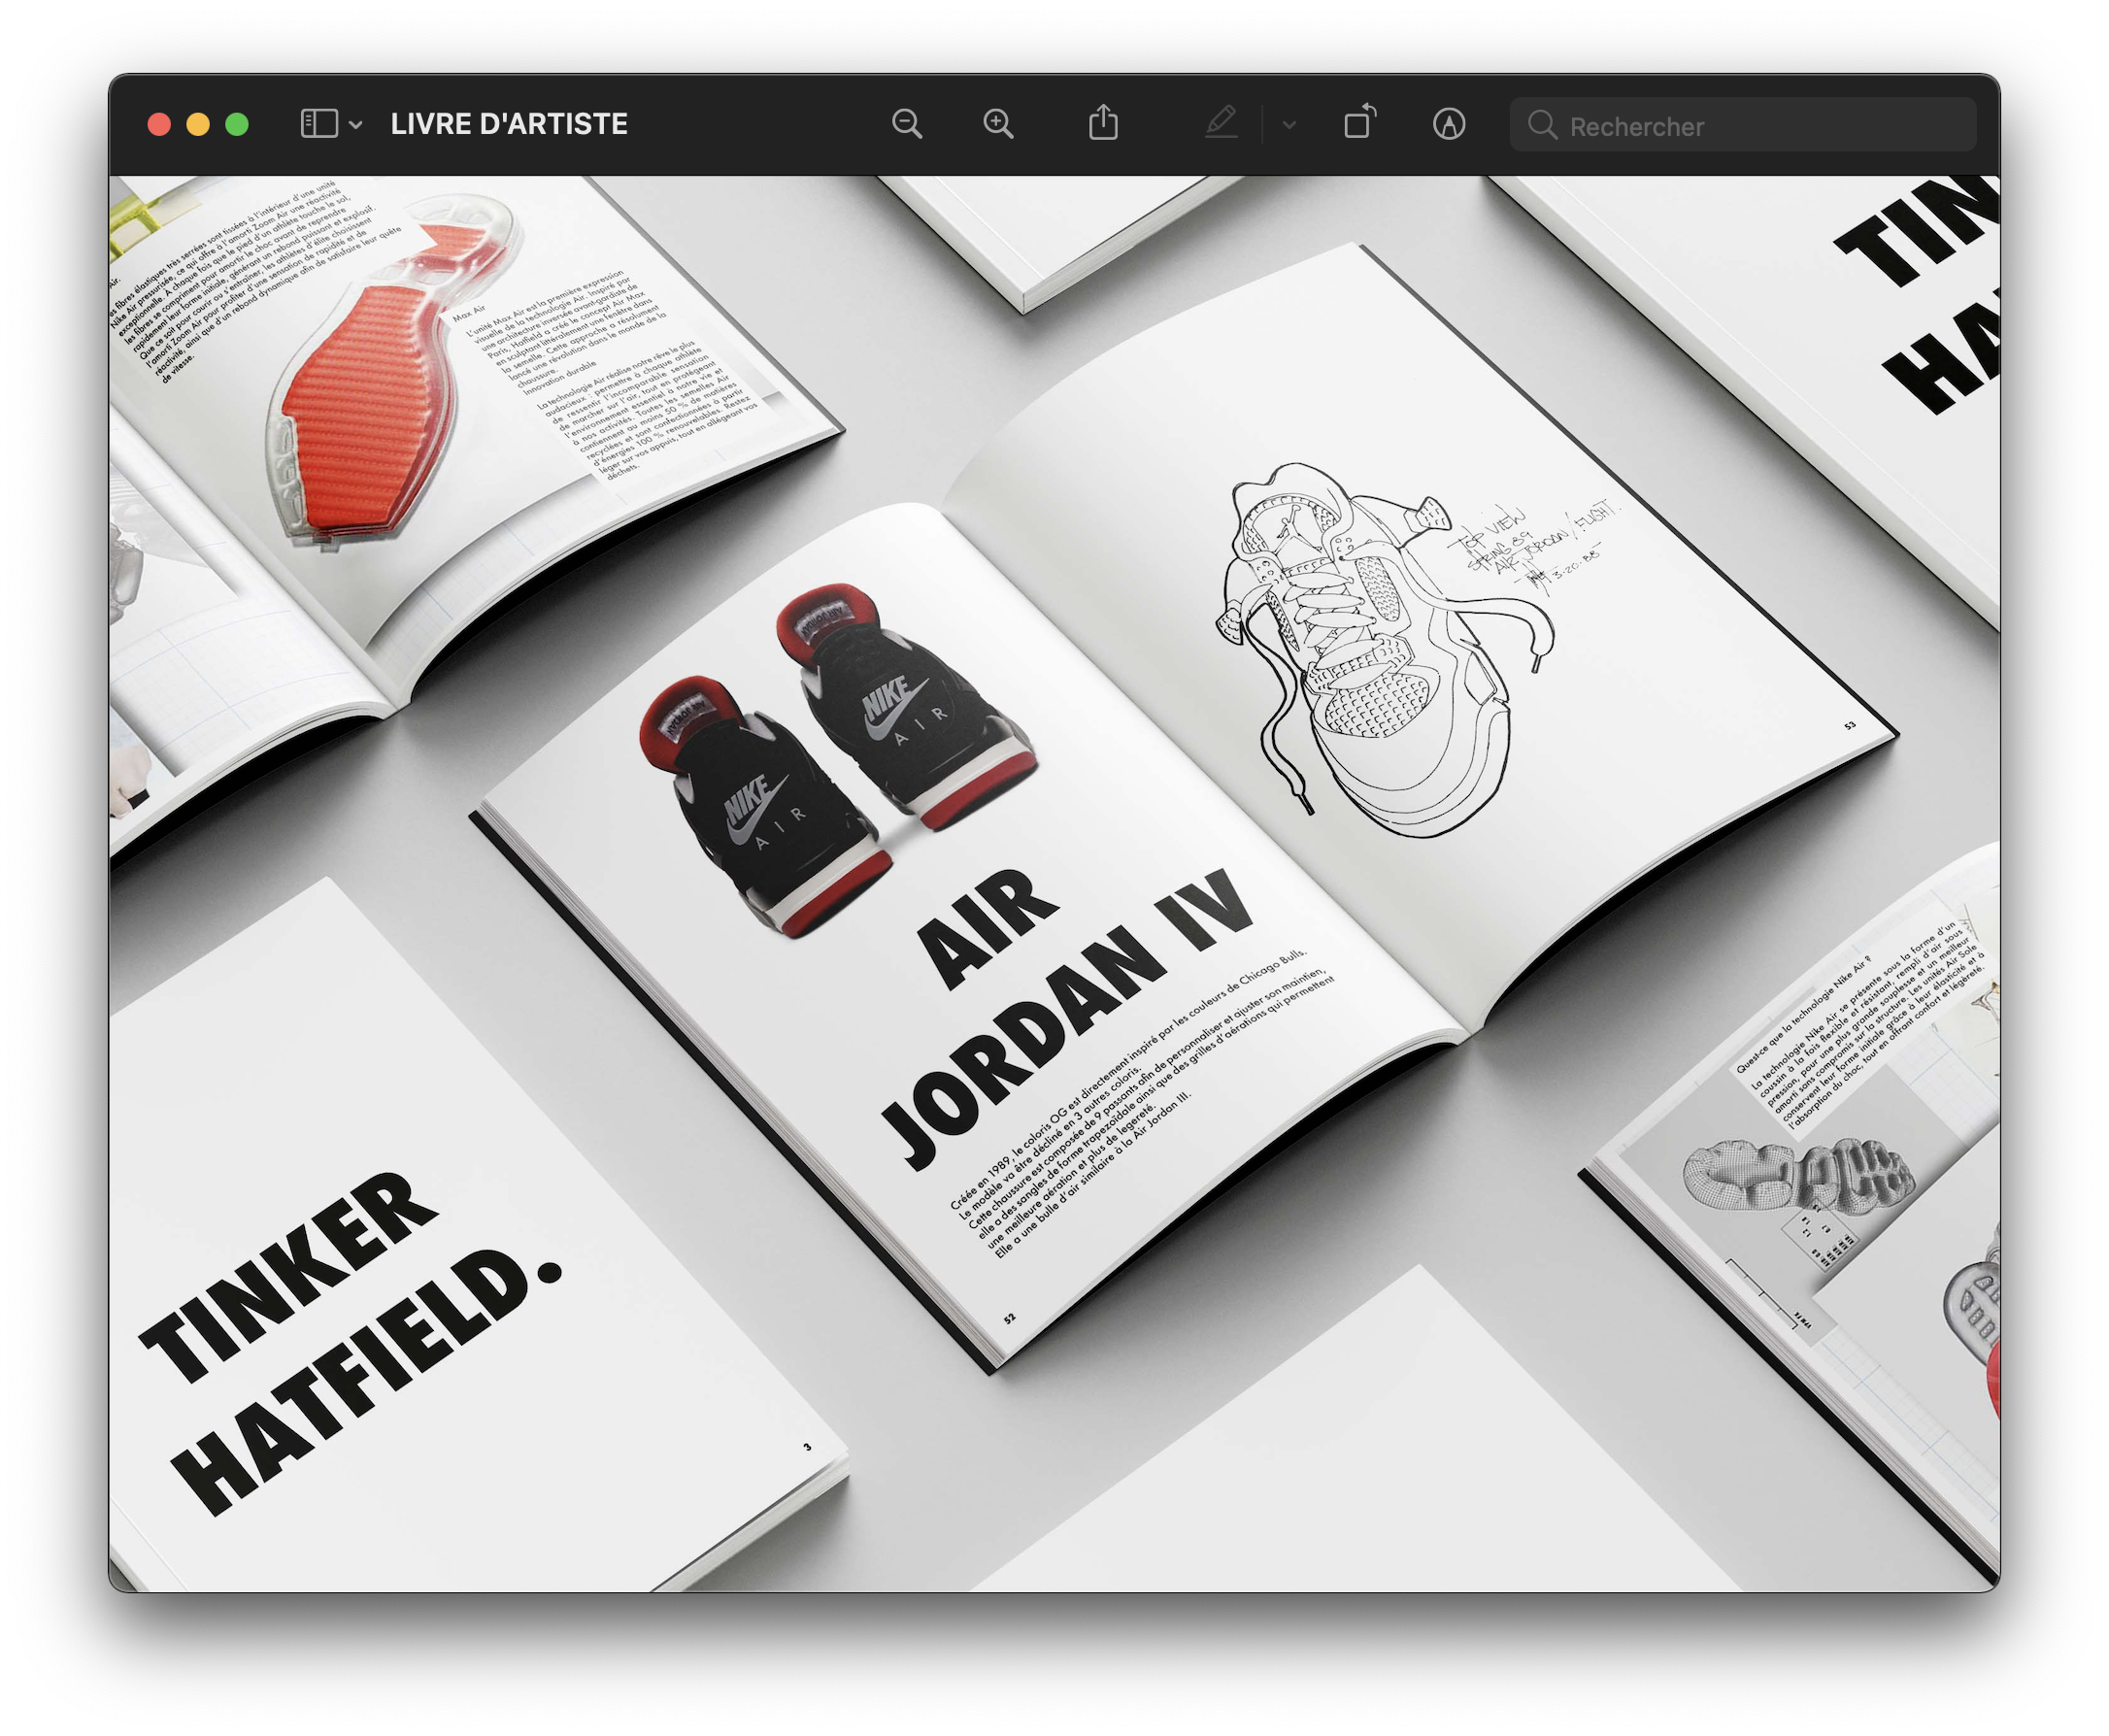 LIVRE D'ARTISTE
Rechercher
Air.
fibres élastiques très serrées sont tissées à l'intérieur d'une unité
Nike Air pressurisée, ce qui offre à l'amorti Zoom Air une réactivité
exceptionnelle. A chaque fois que le pied d'un athlète touche le sol,
les fibres se compriment pour amortir le choc avant de reprendre
rapidement leur forme initiale, générant un rebond puissant et explosif.
Que ce soit pour courir ou s'entraîner, les athlètes d'élite choisissent
l'amorti Zoom Air pour profiter d'une sensation de rapidité et de
réactivité, ainsi que d'un rebond dynamique afin de satisfaire leur quête
de vitesse.
Max Air
L'unité Max Air est la première expression
visuelle de la technologie Air. Inspiré par
une architecture inversée avant-gardiste de
Paris, Hatfield a créé le concept Air Max
en sculptant littéralement une fenêtre dans
la semelle. Cette approche a résolument
lancé une révolution dans le monde de la
chaussure.
Innovation durable
La technologie Air réalise notre rêve le plus
audacieux : permettre à chaque athlète
de ressentir l'incomparable sensation
de marcher sur l'air, tout en protégeant
l'environnement essentiel à notre vie et
à nos activités. Toutes les semelles Air
contiennent au moins 50 % de matières
recyclées et sont confectionnées à partir
d'énergies 100 % renouvelables. Restez
léger sur vos appuis, tout en allégeant vos
déchets.
TIN
HA
TOP VIEW
SPRING 89
AIR JORDAN / FLIGHT.
3-20-88
53
AIR JORDAN
AIR JORDAN
NIKE
AIR
NIKE
AIR
AIR
JORDAN IV
Créée en 1989, le coloris OG est directement inspiré par les couleurs de Chicago Bulls.
Le modèle va être décliné en 3 autres coloris.
Cette chaussure est composée de 9 passants afin de personnaliser et ajuster son maintien,
elle a des sangles de forme trapezoïdale ainsi que des grilles d'aérations qui permettent
une meilleure aération et plus de legereté.
Elle a une bulle d'air similaire à la Air Jordan III.
52
TINKER
HATFIELD.
3
Quest-ce que la technologie Nike Air ?
La technologie Nike Air se présente sous la forme d'un
coussin à la fois flexible et résistant, rempli d'air sous
pression, pour une plus grande souplesse et un meilleur
amorti sans compromis sur la structure. Les unités Air Sole
conservent leur forme initiale grâce à leur élasticité et à
l'absorption du choc, tout en offrant confort et légèreté.